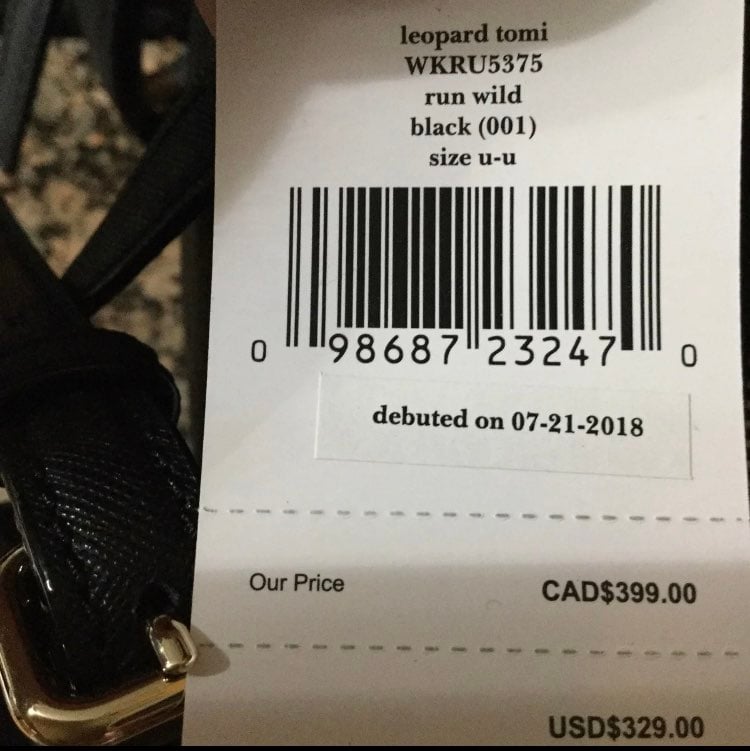 leopard tomi
WKRU5375
run wild
black (001)
size u-u
0 98687 23247 0
debuted on 07-21-2018
Our Price CAD$399.00
USD$329.00